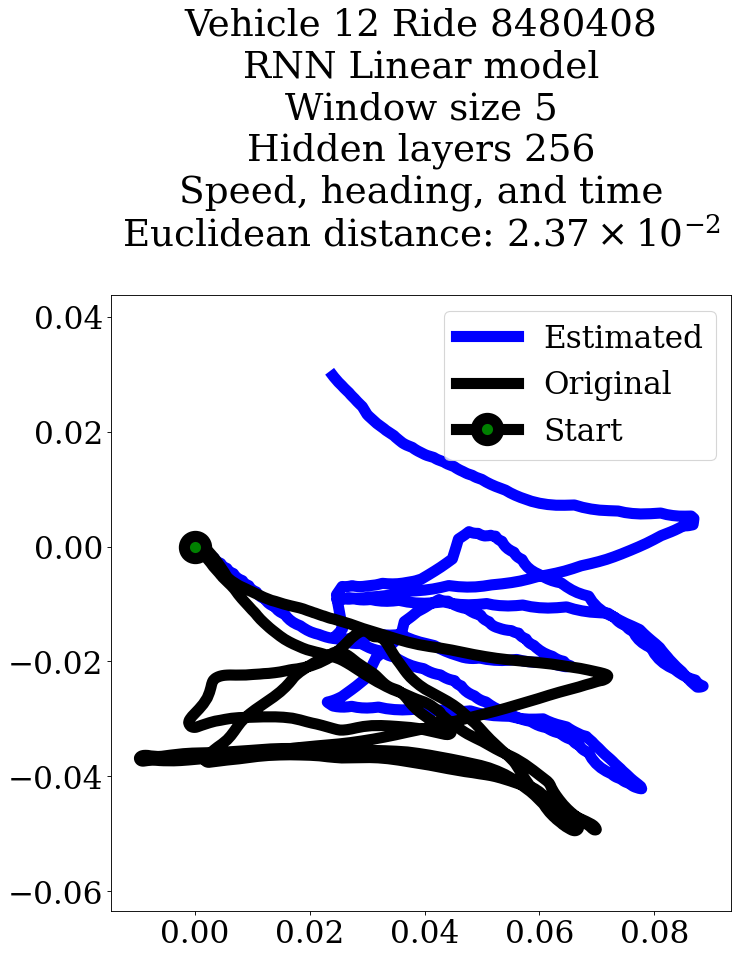 Vehicle 12 Ride 8480408
RNN Linear model
Window size 5
Hidden layers 256
Speed, heading, and time
Euclidean distance: 2.37 × 10⁻²
0.04
0.02
0.00
−0.02
−0.04
−0.06
Estimated
Original
Start
0.00 0.02 0.04 0.06 0.08